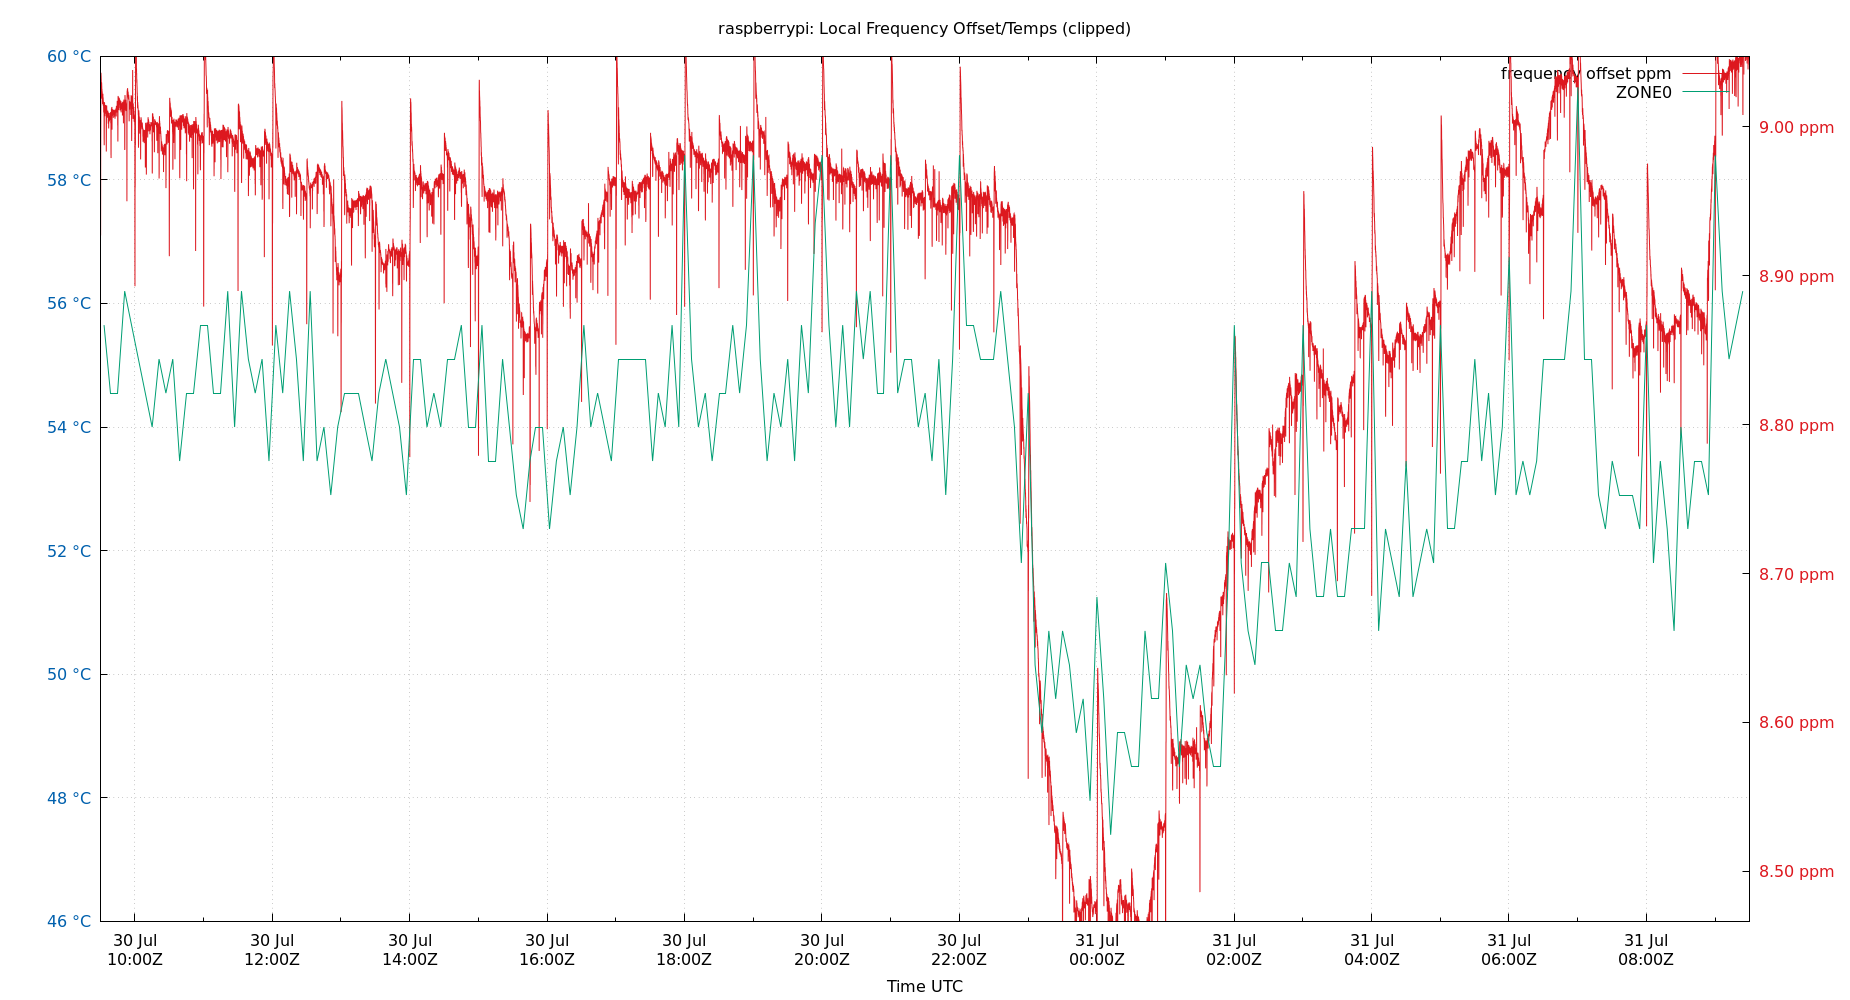 raspberrypi: Local Frequency Offset/Temps (clipped)
60 °C
58 °C
56 °C
54 °C
52 °C
50 °C
48 °C
46 °C
frequency offset ppm
ZONE0
9.00 ppm
8.90 ppm
8.80 ppm
8.70 ppm
8.60 ppm
8.50 ppm
30 Jul 30 Jul 30 Jul 30 Jul 30 Jul 30 Jul 30 Jul 31 Jul 31 Jul 31 Jul 31 Jul 31 Jul
10:00Z 12:00Z 14:00Z 16:00Z 18:00Z 20:00Z 22:00Z 00:00Z 02:00Z 04:00Z 06:00Z 08:00Z
Time UTC